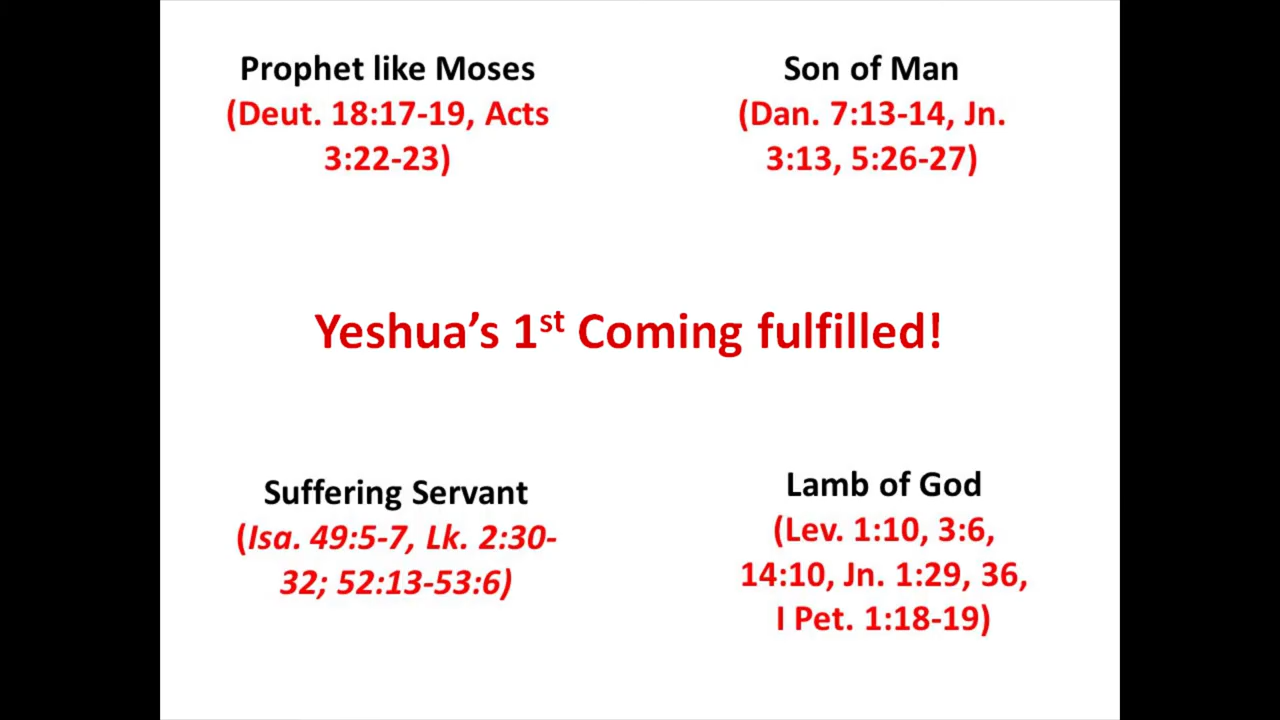 Prophet like Moses
(Deut. 18:17-19, Acts
3:22-23)
Son of Man
(Dan. 7:13-14, Jn.
3:13, 5:26-27)
Yeshua’s 1st Coming fulfilled!
Suffering Servant
(Isa. 49:5-7, Lk. 2:30-
32; 52:13-53:6)
Lamb of God
(Lev. 1:10, 3:6,
14:10, Jn. 1:29, 36,
I Pet. 1:18-19)